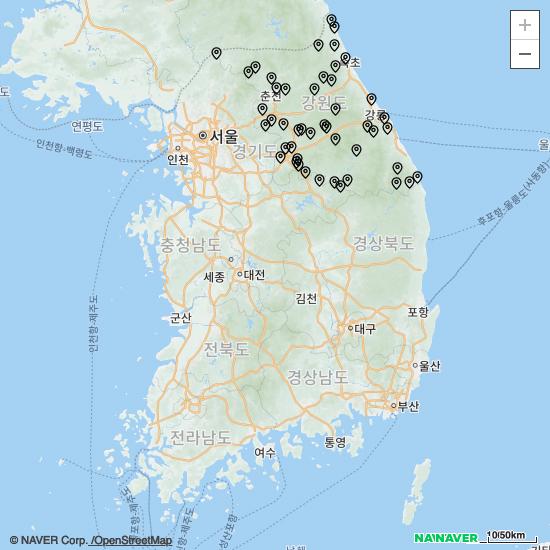 +
−
속초
춘천
강원도
강릉
연평도
서울
인천항-백령도
인천
경기도
울
후포항-울릉도(사동항)
충청남도
경상북도
세종
대전
김천
포항
군산
인천항-제주도
대구
전북도
울산
경상남도
부산
전라남도
통영
여수
© NAVER Corp. /OpenStreetMap
NAVER
10/50km